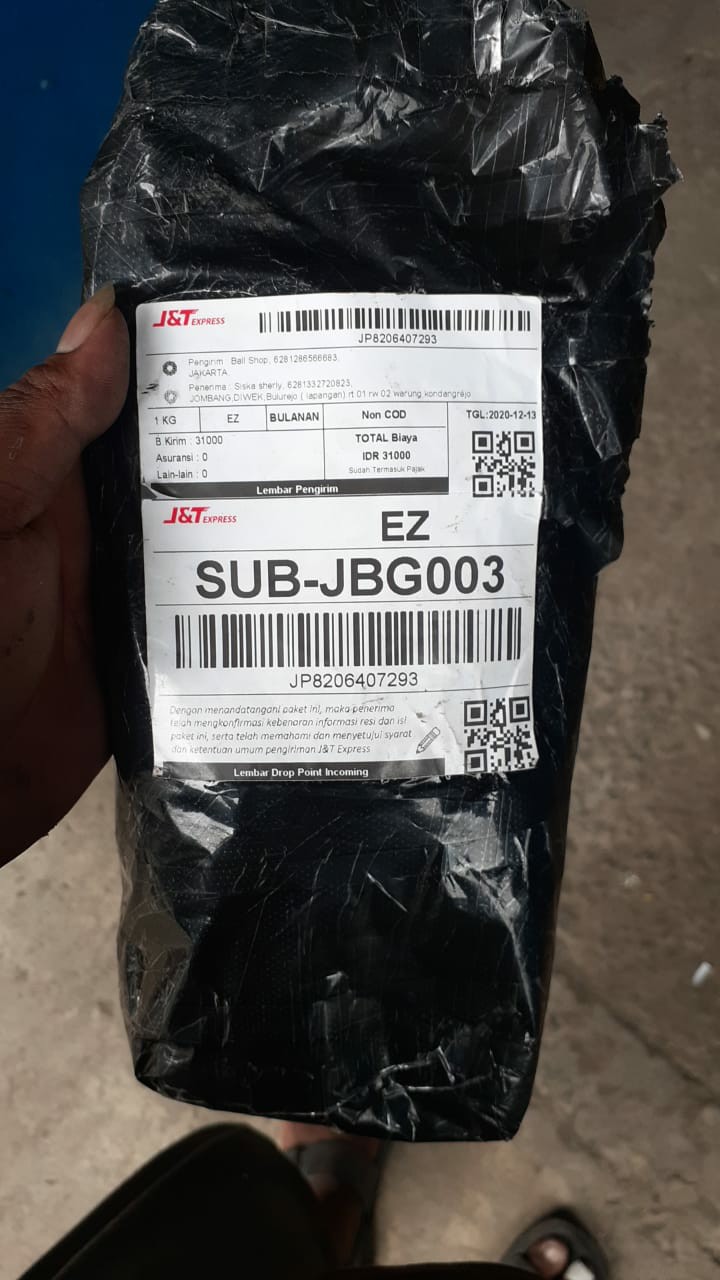 J&T EXPRESS
JP8206407293
Pengirim : Ball Shop, 6281286566683,
JAKARTA
Penerima : Siska sherly, 6281332720823,
JOMBANG,DIWEK,Bulurejo ( lapangan) rt 01 rw 02 warung kondangrejo
1 KG EZ BULANAN Non COD TGL:2020-12-13
B.Kirim : 31000 TOTAL Biaya
Asuransi : 0 IDR 31000
Lain-lain : 0 Sudah Termasuk Pajak
Lembar Pengirim
J&T EXPRESS EZ
SUB-JBG003
JP8206407293
Dengan menandatangani paket ini, maka penerima
telah mengkonfirmasi kebenaran informasi resi dan isi
paket ini, serta telah memahami dan menyetujui syarat
dan ketentuan umum pengiriman J&T Express
Lembar Drop Point Incoming